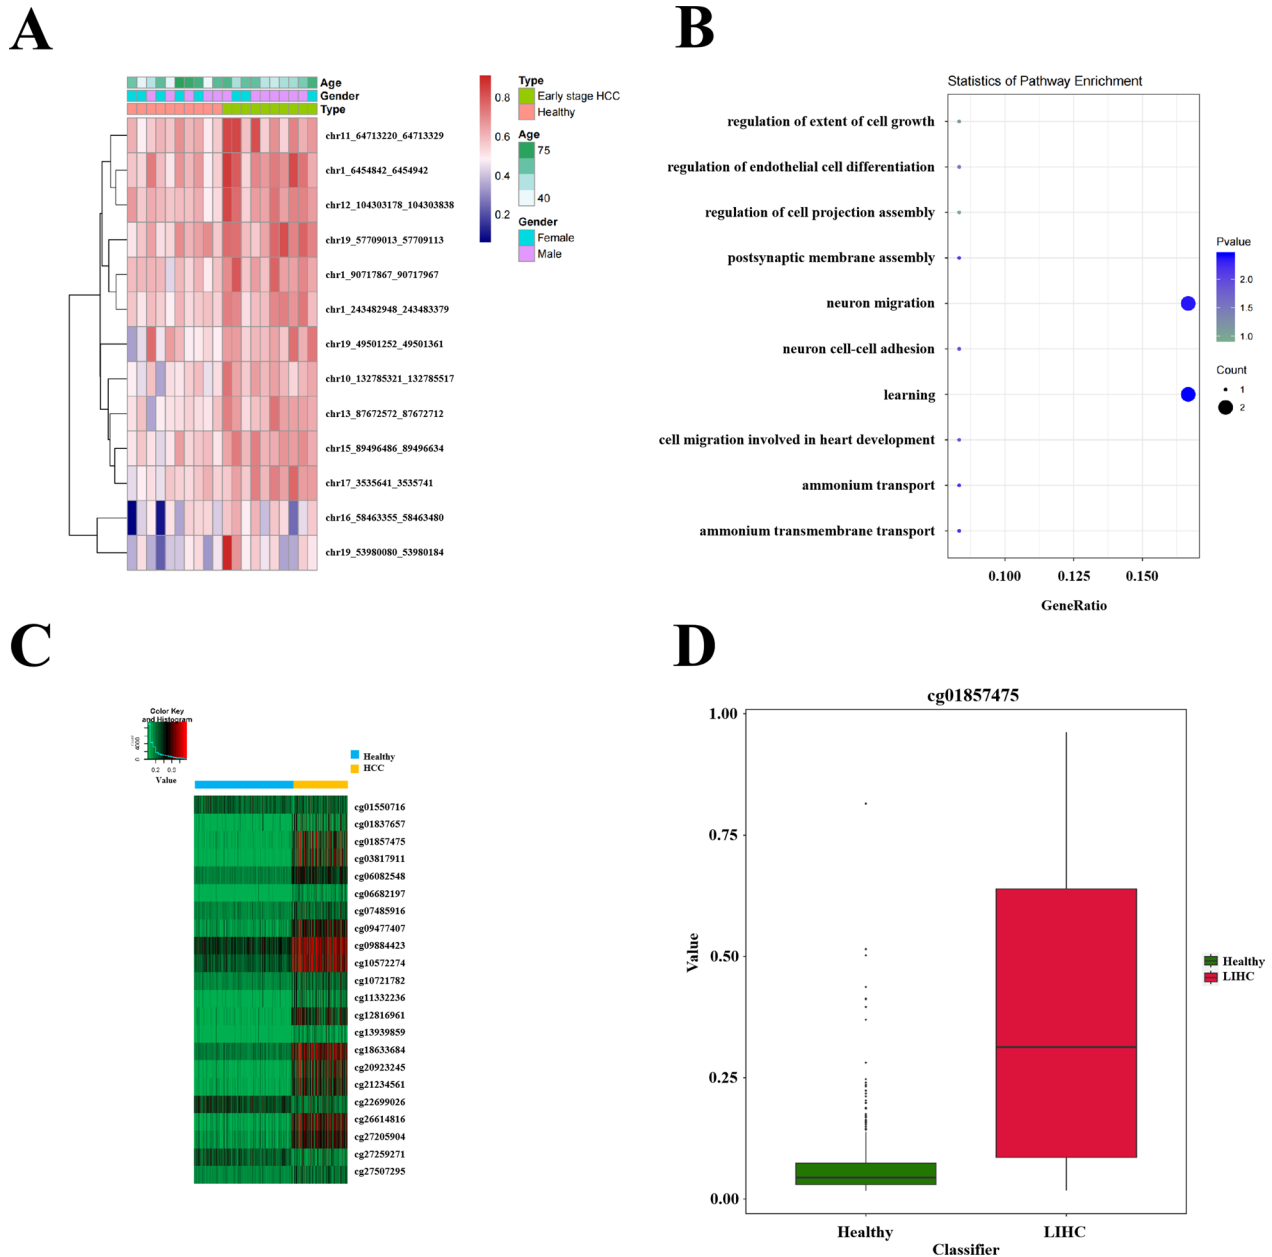 A
Age
Gender
Type
chr11_64713220_64713329
chr1_6454842_6454942
chr12_104303178_104303838
chr19_57709013_57709113
chr1_90717867_90717967
chr1_243482948_243483379
chr19_49501252_49501361
chr10_132785321_132785517
chr13_87672572_87672712
chr15_89496486_89496634
chr17_3535641_3535741
chr16_58463355_58463480
chr19_53980080_53980184
0.8
0.6
0.4
0.2
Type
Early stage HCC
Healthy
Age
75
40
Gender
Female
Male
B
Statistics of Pathway Enrichment
regulation of extent of cell growth
regulation of endothelial cell differentiation
regulation of cell projection assembly
postsynaptic membrane assembly
neuron migration
neuron cell-cell adhesion
learning
cell migration involved in heart development
ammonium transport
ammonium transmembrane transport
0.100 0.125 0.150
GeneRatio
Pvalue
2.0
1.5
1.0
Count
1
2
C
Color Key
and Histogram
Count
0 4000
0.2
Value
Healthy
HCC
cg01550716
cg01837657
cg01857475
cg03817911
cg06082548
cg06682197
cg07485916
cg09477407
cg09884423
cg10572274
cg10721782
cg11332236
cg12816961
cg13939859
cg18633684
cg20923245
cg21234561
cg22699026
cg26614816
cg27205904
cg27259271
cg27507295
D
cg01857475
1.00
0.75
0.50
0.25
0.00
Value
Healthy LIHC
Classifier
Healthy
LIHC